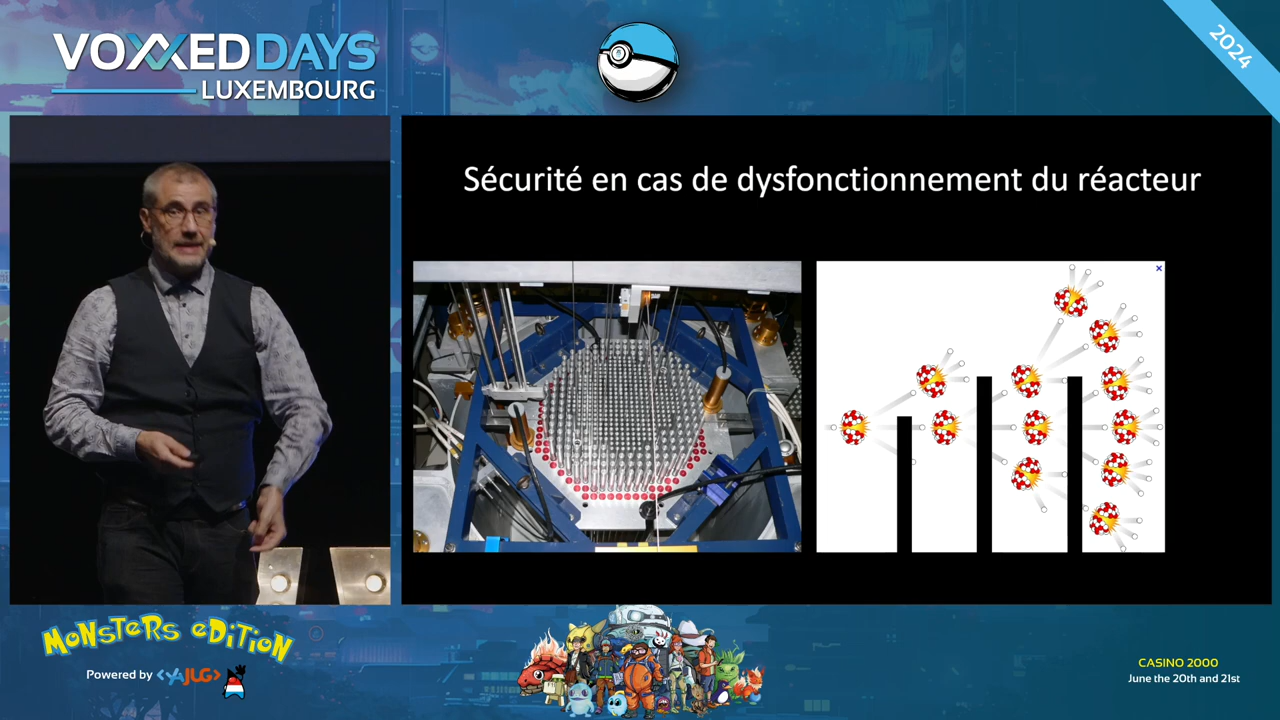 VOXXEDDAYS
LUXEMBOURG
2024
Sécurité en cas de dysfonctionnement du réacteur
MONSTERS EDITION
Powered by <YAJUG>
CASINO 2000
June the 20th and 21st